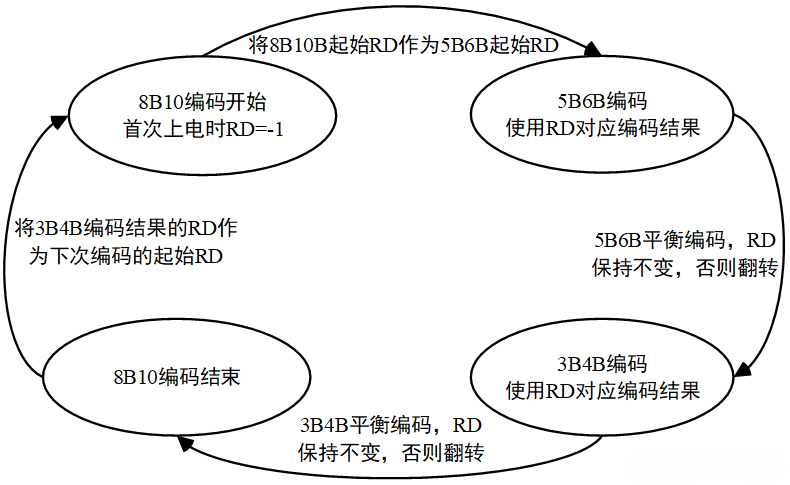 将8B10B起始RD作为5B6B起始RD
8B10编码开始
首次上电时RD=-1
5B6B编码
使用RD对应编码结果
将3B4B编码结果的RD作
为下次编码的起始RD
5B6B平衡编码，RD
保持不变，否则翻转
8B10编码结束
3B4B编码
使用RD对应编码结果
3B4B平衡编码，RD
保持不变，否则翻转